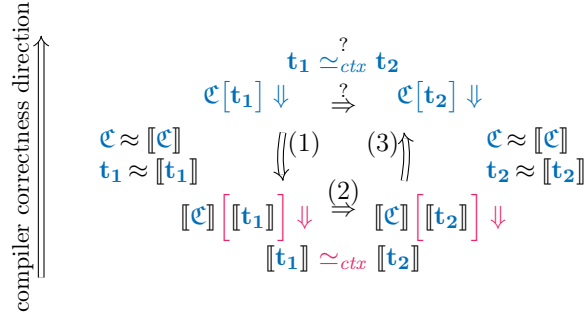 compiler correctness direction
?
t₁ ≃ctx t₂
ℭ[t₁] ⇓ ?⇒ ℭ[t₂] ⇓
ℭ ≈ ⟦ℭ⟧ (1) (3) ℭ ≈ ⟦ℭ⟧
t₁ ≈ ⟦t₁⟧ t₂ ≈ ⟦t₂⟧
(2)
⟦ℭ⟧[⟦t₁⟧] ⇓ ⇒ ⟦ℭ⟧[⟦t₂⟧] ⇓
⟦t₁⟧ ≃ctx ⟦t₂⟧